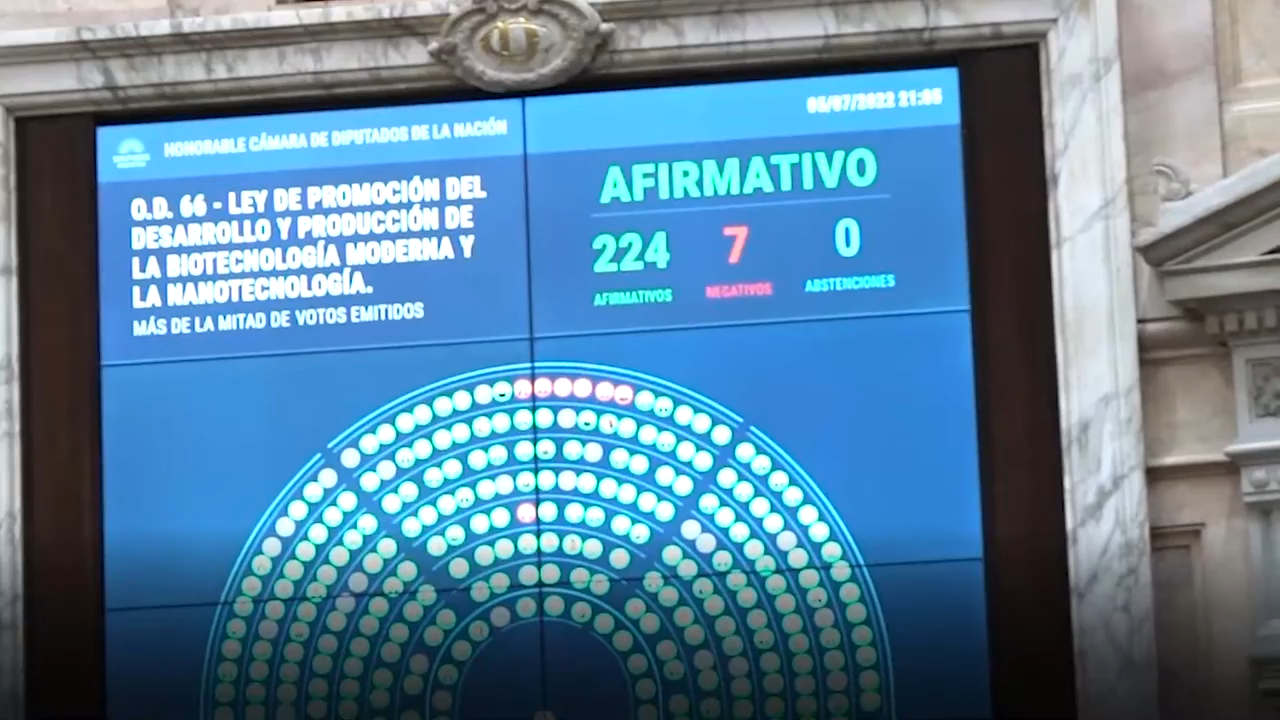 HONORABLE CÁMARA DE DIPUTADOS DE LA NACIÓN
05/07/2022 21:05
O.D. 66 - LEY DE PROMOCIÓN DEL
DESARROLLO Y PRODUCCIÓN DE
LA BIOTECNOLOGÍA MODERNA Y
LA NANOTECNOLOGÍA.
MÁS DE LA MITAD DE VOTOS EMITIDOS
AFIRMATIVO
224 7 0
AFIRMATIVOS NEGATIVOS ABSTENCIONES